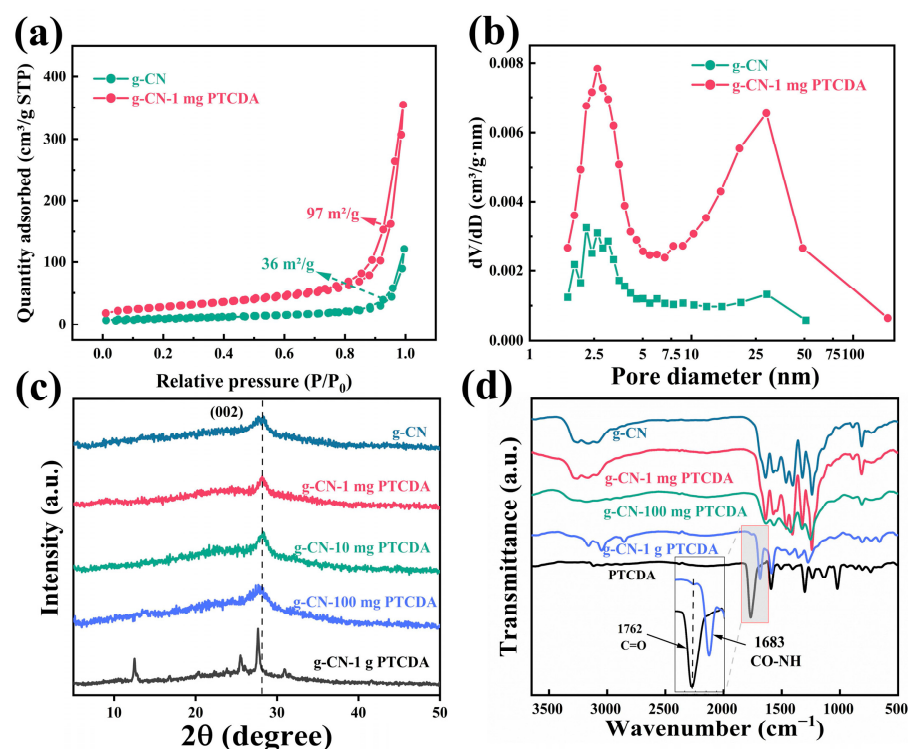 (a)
g-CN
g-CN-1 mg PTCDA
97 m²/g
36 m²/g
Quantity adsorbed (cm³/g STP)
400
300
200
100
0
0.0 0.2 0.4 0.6 0.8 1.0
Relative pressure (P/P₀)
(b)
g-CN
g-CN-1 mg PTCDA
dV/dD (cm³/g·nm)
0.008
0.006
0.004
0.002
0.000
1 2.5 5 7.5 10 25 50 75 100
Pore diameter (nm)
(c)
(002)
g-CN
g-CN-1 mg PTCDA
g-CN-10 mg PTCDA
g-CN-100 mg PTCDA
g-CN-1 g PTCDA
Intensity (a.u.)
10 20 30 40 50
2θ (degree)
(d)
g-CN
g-CN-1 mg PTCDA
g-CN-100 mg PTCDA
g-CN-1 g PTCDA
PTCDA
1762
C=O
1683
CO-NH
Transmittance (a.u.)
3500 3000 2500 2000 1500 1000 500
Wavenumber (cm⁻¹)